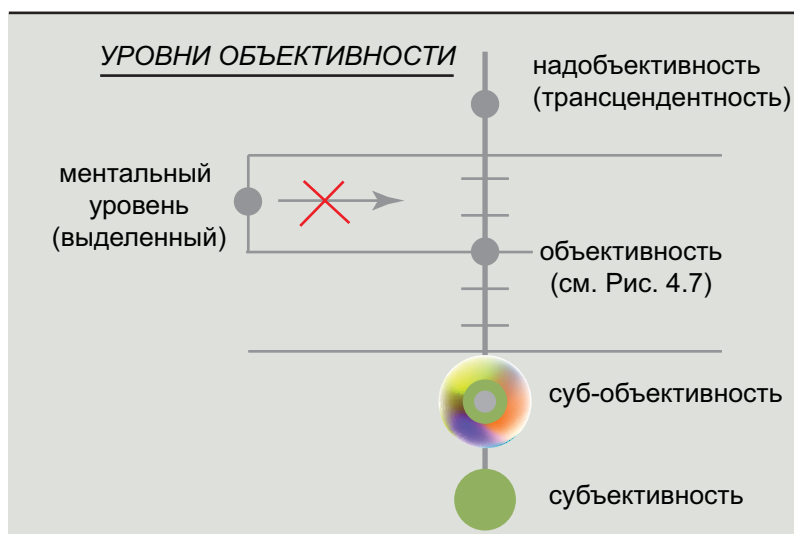 УРОВНИ ОБЪЕКТИВНОСТИ
надобъективность
(трансцендентность)
ментальный
уровень
(выделенный)
объективность
(см. Рис. 4.7)
суб-объективность
субъективность